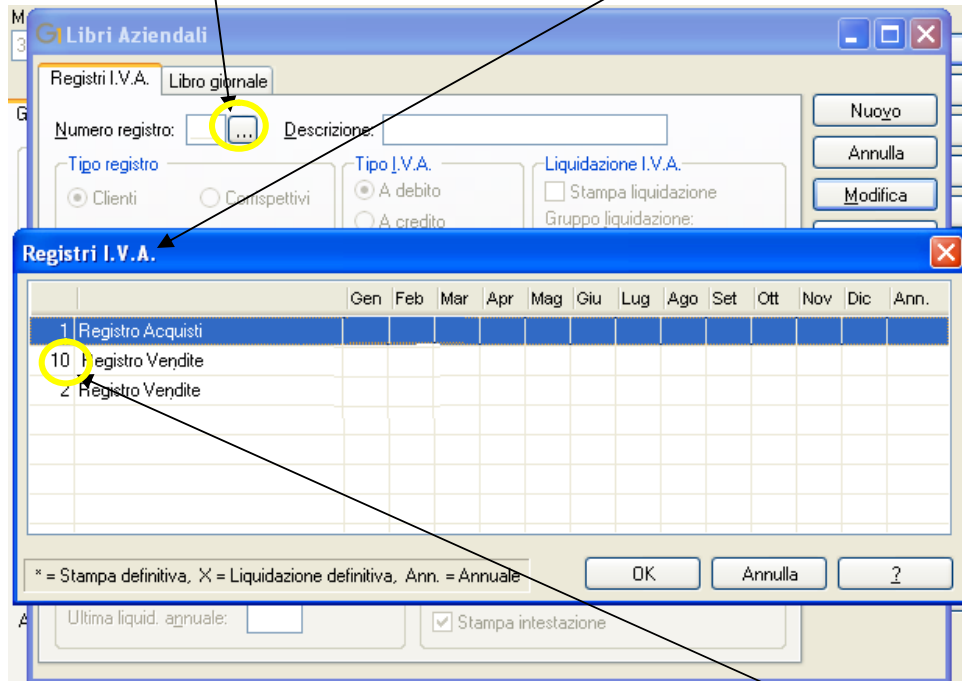 M
GI Libri Aziendali
3
Registri I.V.A. Libro giornale
G
Numero registro: ... Descrizione:
Nuovo
Tipo registro Tipo I.V.A. Liquidazione I.V.A.
Annulla
Clienti Corrispettivi A debito Stampa liquidazione
Modifica
A credito Gruppo liquidazione:
Registri I.V.A.
Gen Feb Mar Apr Mag Giu Lug Ago Set Ott Nov Dic Ann.
1 Registro Acquisti
10 Registro Vendite
2 Registro Vendite
* = Stampa definitiva, X = Liquidazione definitiva, Ann. = Annuale OK Annulla ?
A Ultima liquid. annuale: Stampa intestazione